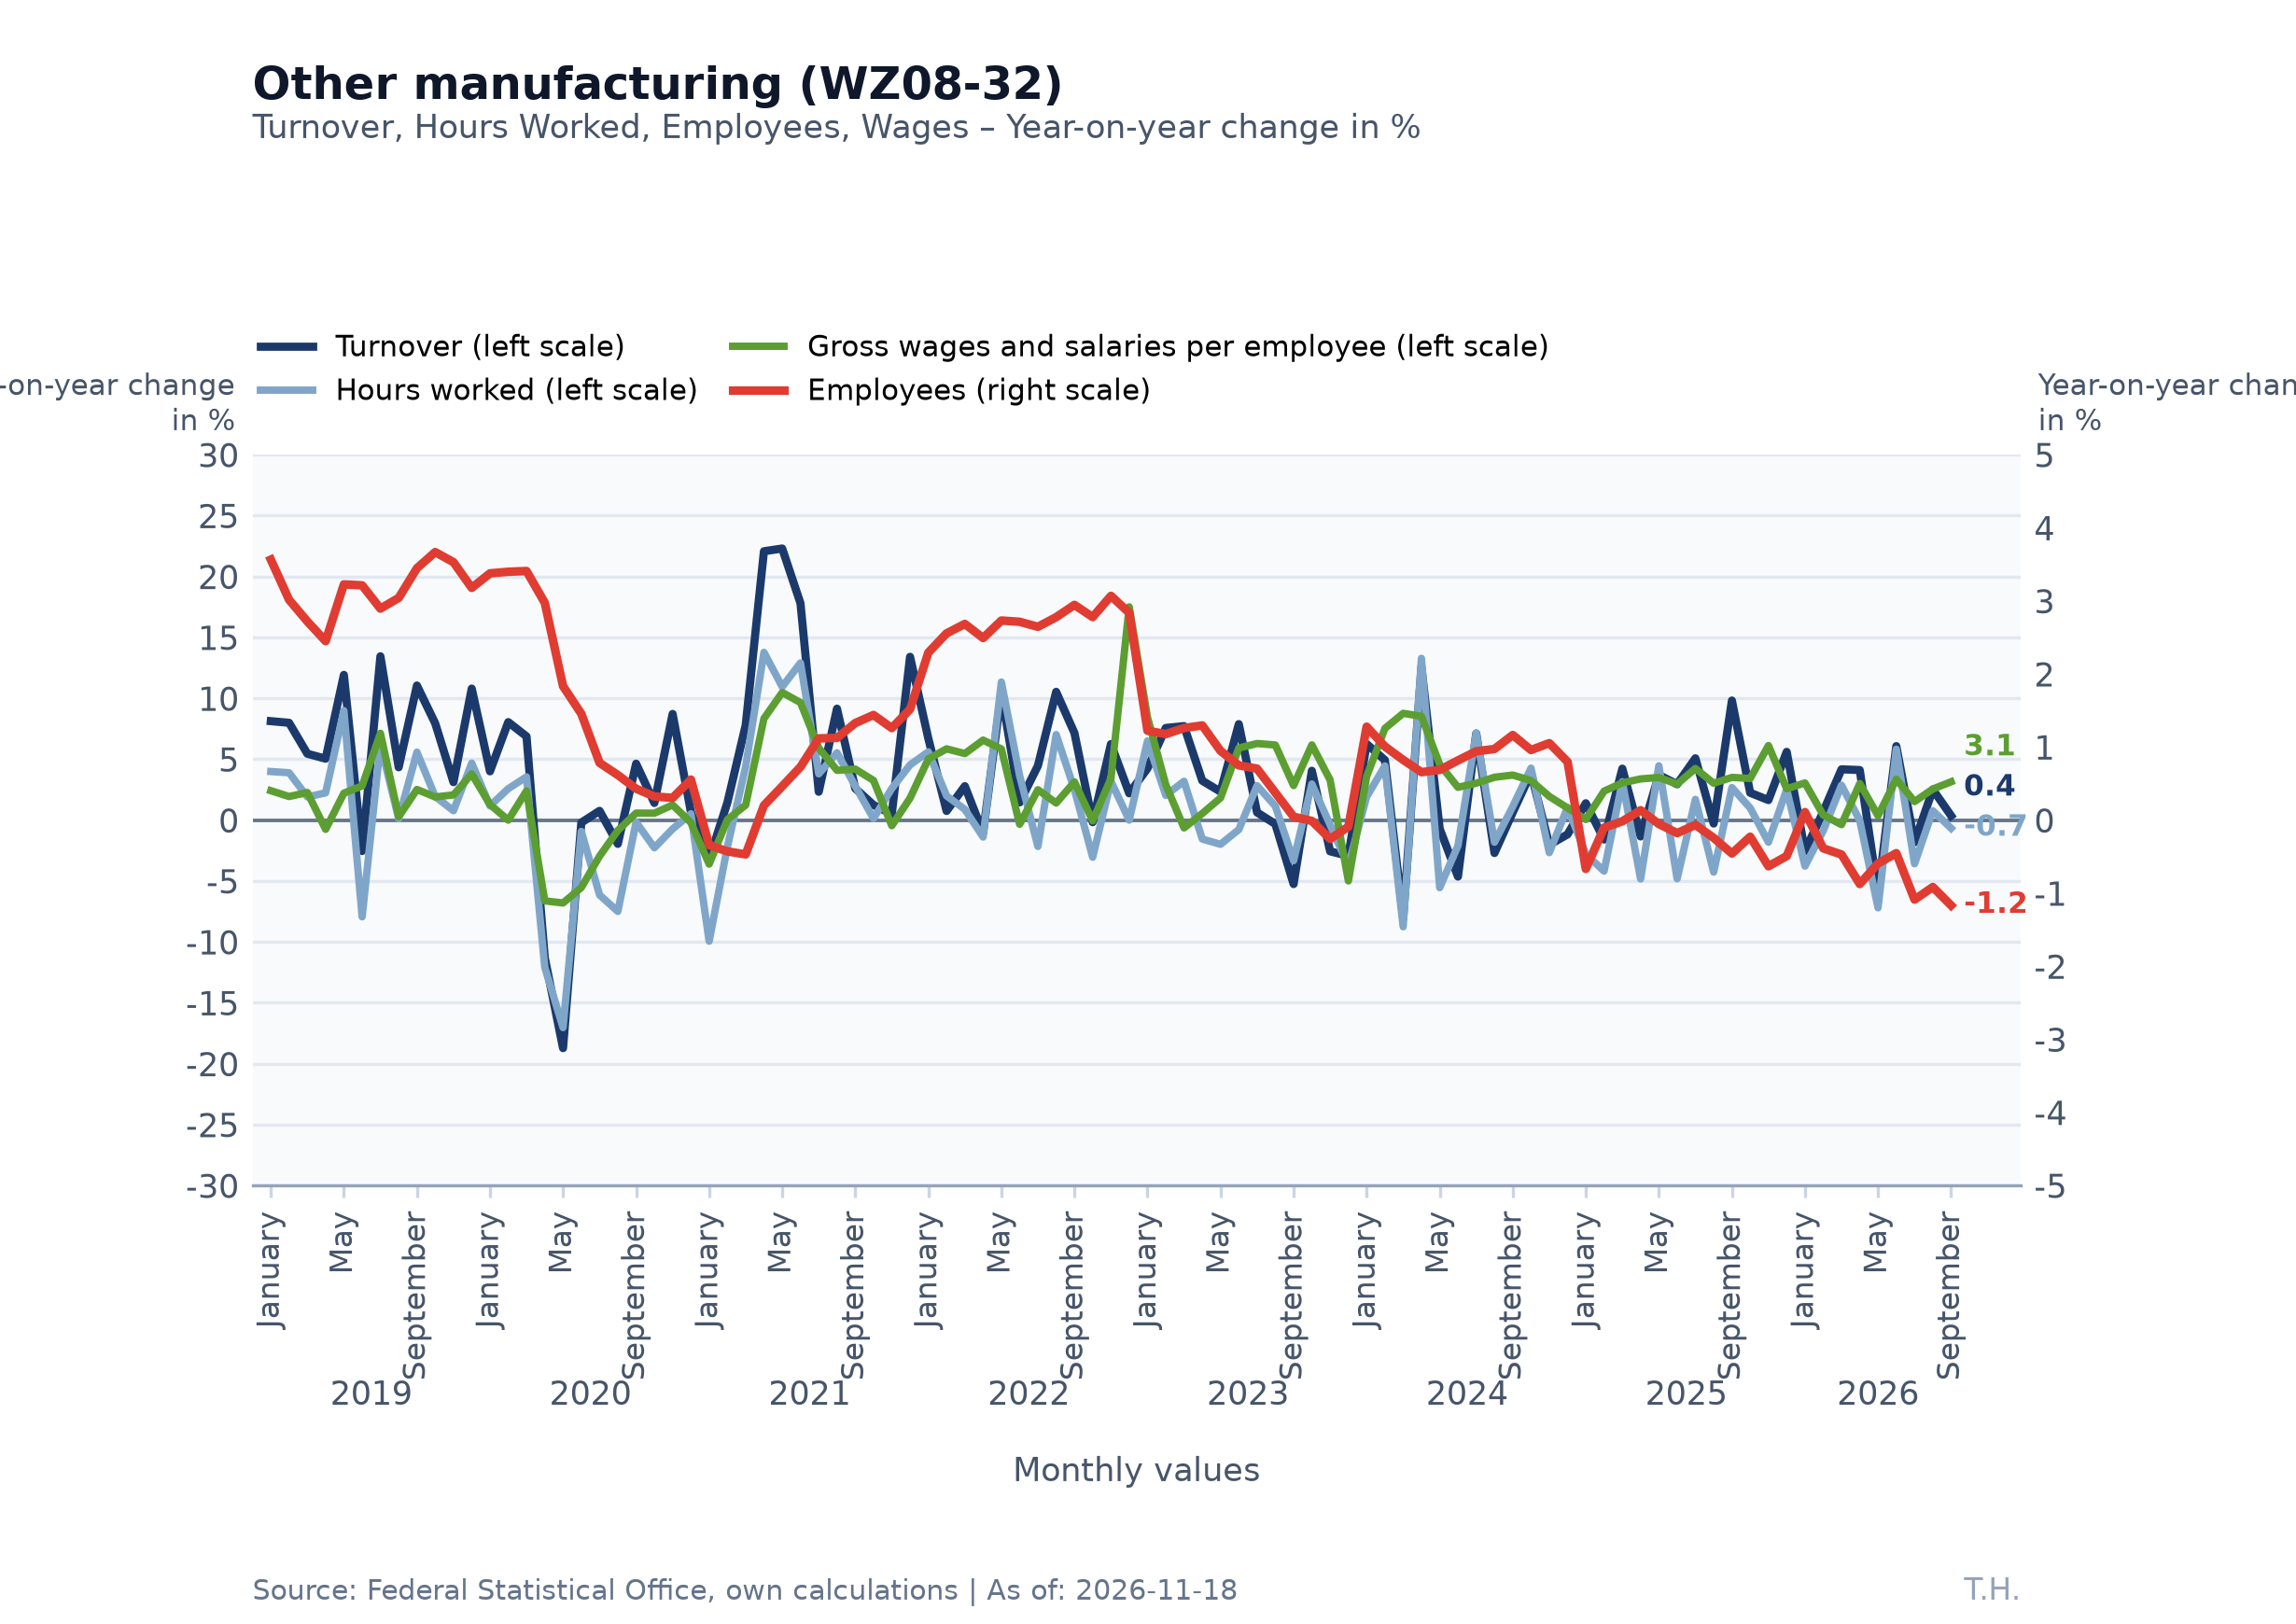 Other manufacturing (WZ08-32)
Turnover, Hours Worked, Employees, Wages – Year-on-year change in %
Turnover (left scale)
Hours worked (left scale)
Gross wages and salaries per employee (left scale)
Employees (right scale)
-on-year change
in %
Year-on-year chan
in %
30
25
20
15
10
5
0
-5
-10
-15
-20
-25
-30
5
4
3
2
1
0
-1
-2
-3
-4
-5
3.1
0.4
-0.7
-1.2
January
May
September
January
May
September
January
May
September
January
May
September
January
May
September
January
May
September
January
May
September
January
May
September
2019
2020
2021
2022
2023
2024
2025
2026
Monthly values
Source: Federal Statistical Office, own calculations | As of: 2026-11-18
T.H.